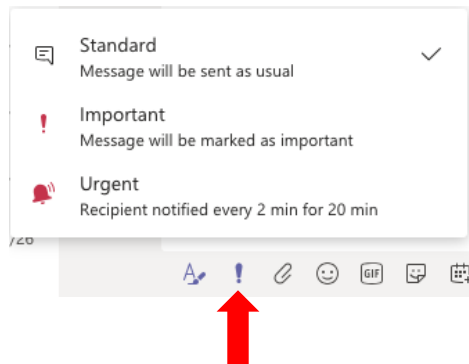 Standard
Message will be sent as usual
Important
Message will be marked as important
Urgent
Recipient notified every 2 min for 20 min
/26
GIF